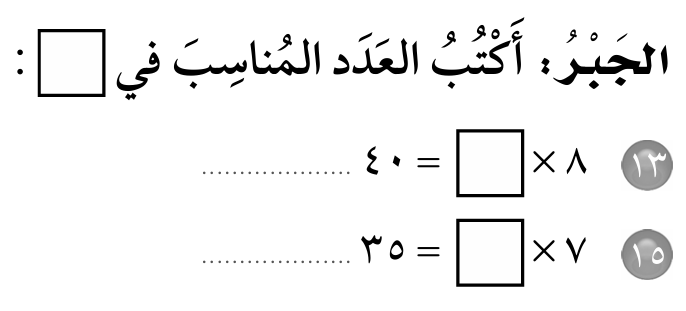 الجَبْرُ: أَكْتُبُ العَدَد المُناسِبَ في □ :
١٣ ٨ × □ = ٤٠ ....................
١٥ ٧ × □ = ٣٥ ....................